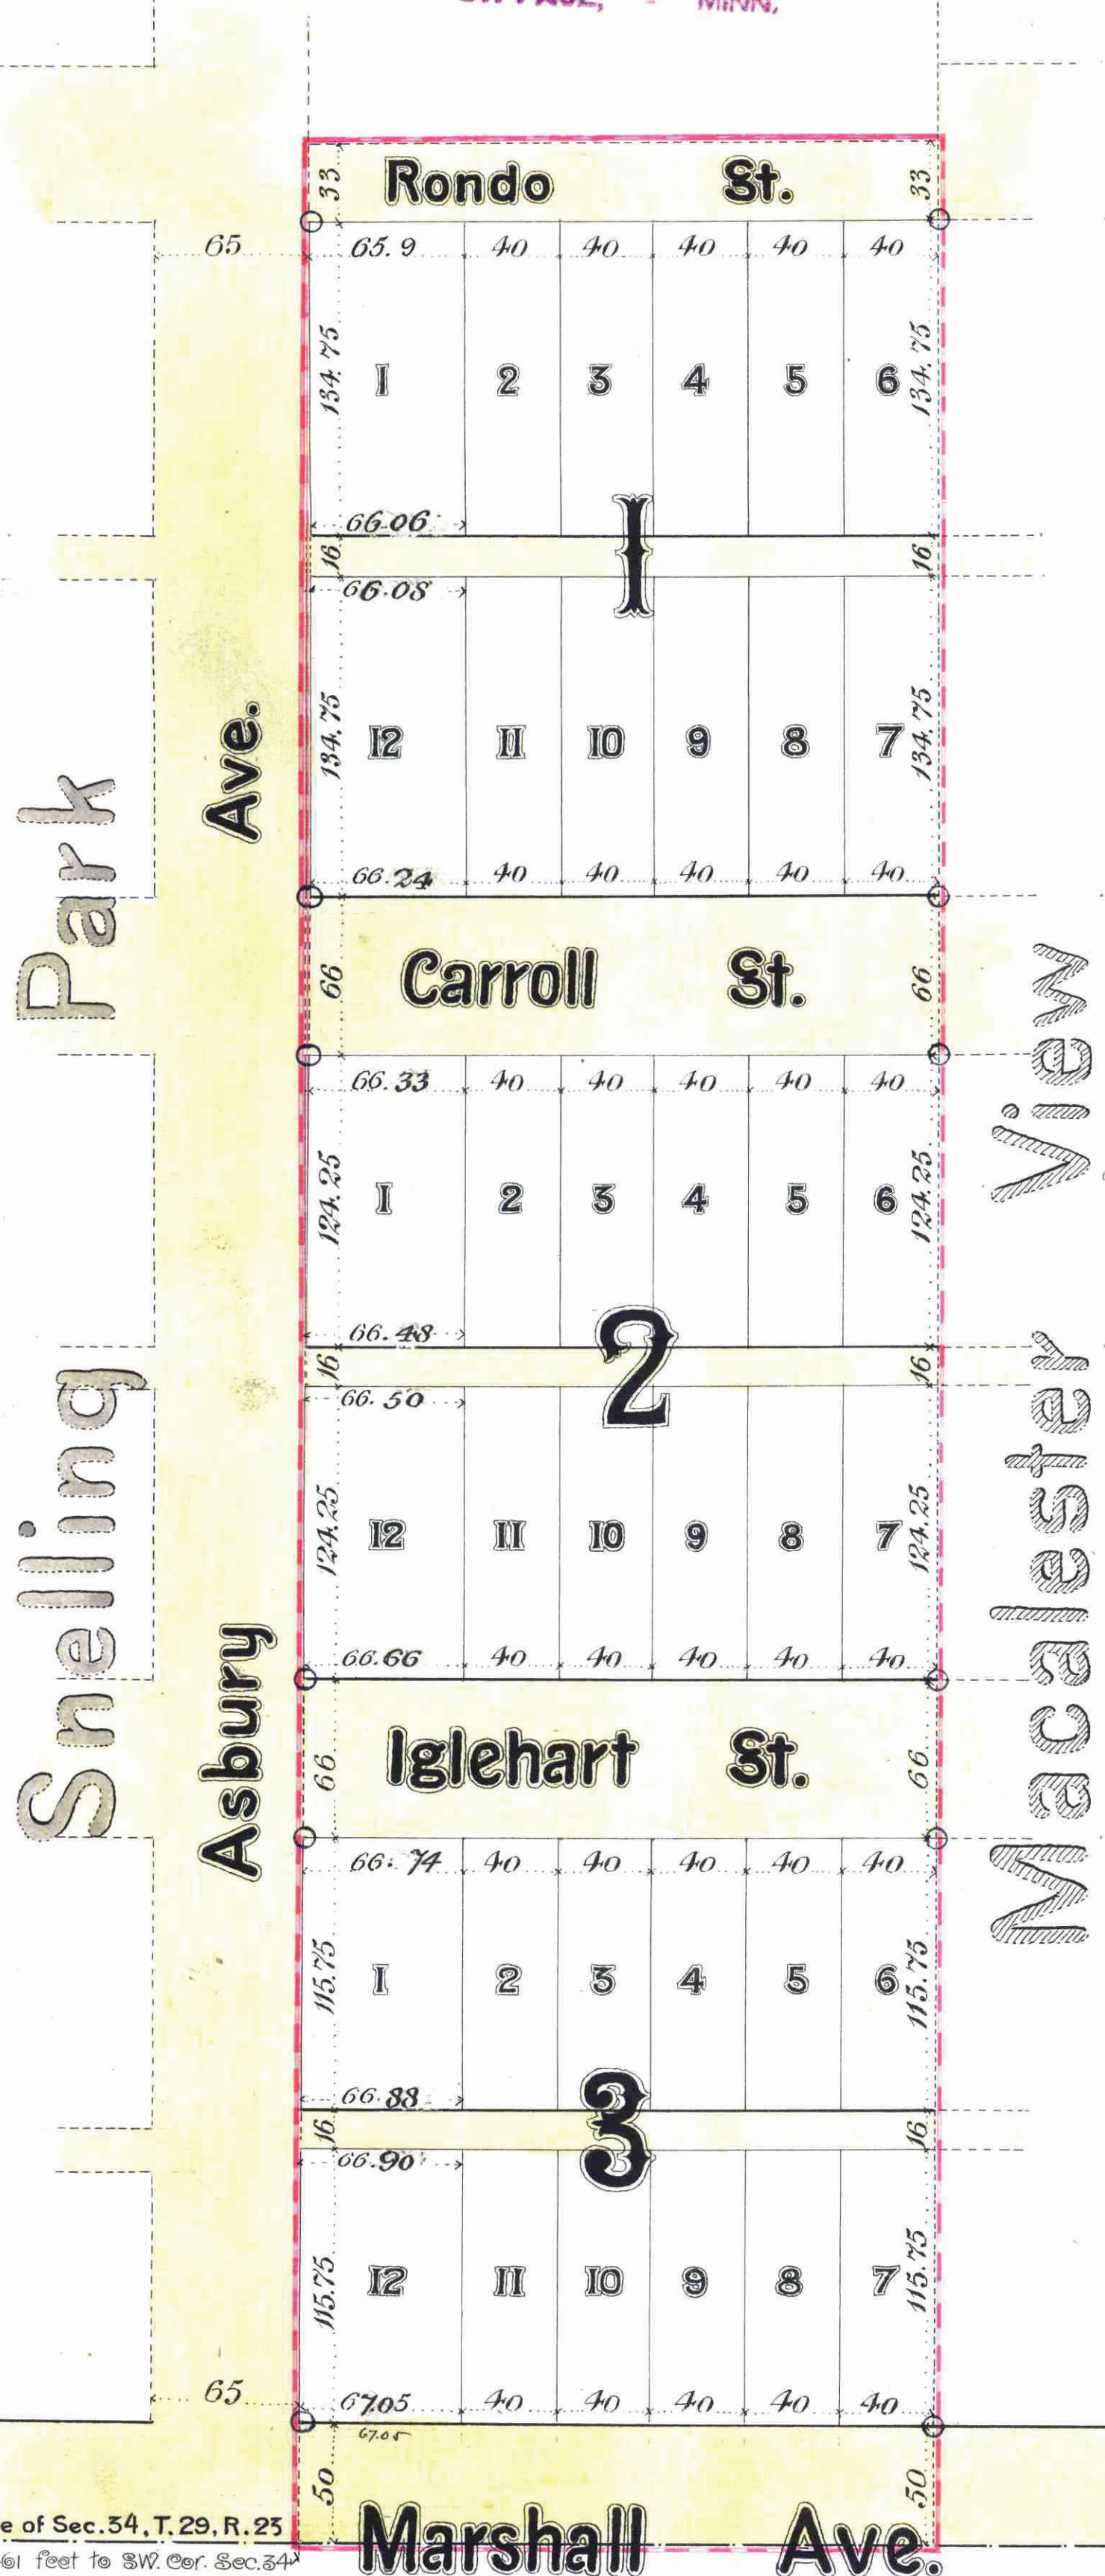 MINN.
Rondo St.
33 33
65 65.9 40 40 40 40 40
134.75 134.75
1 2 3 4 5 6
66.06
1
16 16
66.08
134.75 134.75
12 11 10 9 8 7
66.24 40 40 40 40 40
Carroll St.
66 66
66.33 40 40 40 40 40
124.25 124.25
1 2 3 4 5 6
66.48
2
16 16
66.50
124.25 124.25
12 11 10 9 8 7
66.66 40 40 40 40 40
Iglehart St.
66 66
66.74 40 40 40 40 40
115.75 115.75
1 2 3 4 5 6
66.88
3
16 16
66.90
115.75 115.75
12 11 10 9 8 7
65 67.05 40 40 40 40 40
67.05
50 50
Marshall Ave.
e of Sec. 34, T. 29, R. 23
61 feet to SW. Cor. Sec. 34
Snelling Park
Asbury Ave.
Macalester View